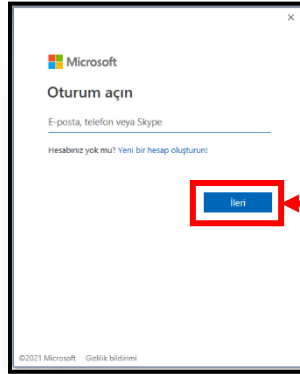 Microsoft
Oturum açın
E-posta, telefon veya Skype
Hesabınız yok mu? Yeni bir hesap oluşturun!
İleri
©2021 Microsoft Gizlilik bildirimi